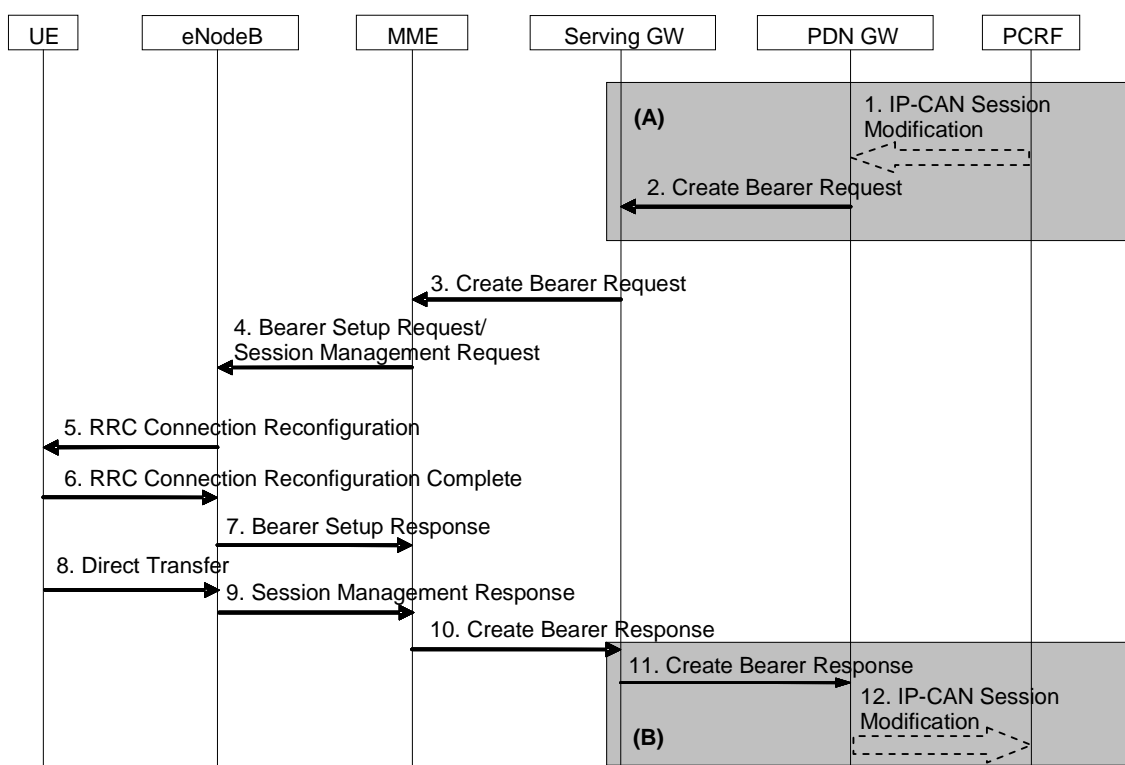 UE eNodeB MME Serving GW PDN GW PCRF
(A)
1. IP-CAN Session
Modification
2. Create Bearer Request
3. Create Bearer Request
4. Bearer Setup Request/
Session Management Request
5. RRC Connection Reconfiguration
6. RRC Connection Reconfiguration Complete
7. Bearer Setup Response
8. Direct Transfer
9. Session Management Response
10. Create Bearer Response
11. Create Bearer Response
12. IP-CAN Session
Modification
(B)